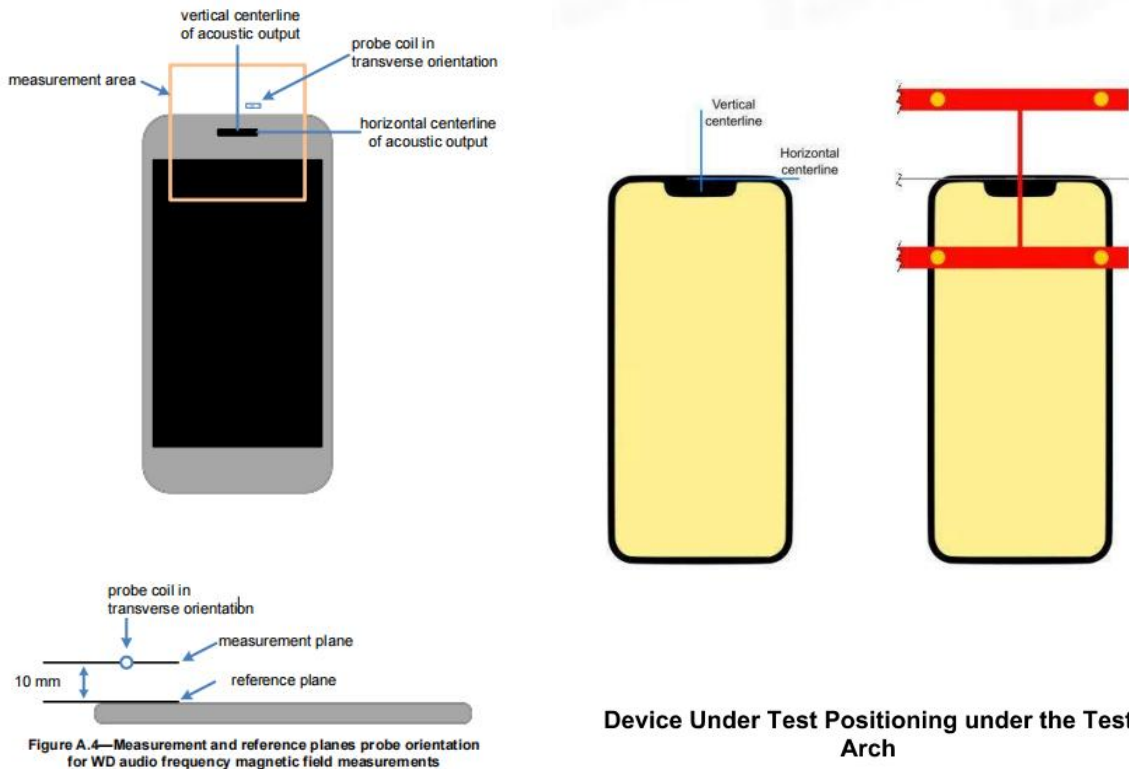 vertical centerline
of acoustic output
probe coil in
transverse orientation
measurement area
horizontal centerline
of acoustic output
probe coil in
transverse orientation
measurement plane
10 mm
reference plane
Figure A.4—Measurement and reference planes probe orientation
for WD audio frequency magnetic field measurements
Vertical
centerline
Horizontal
centerline
Device Under Test Positioning under the Test
Arch